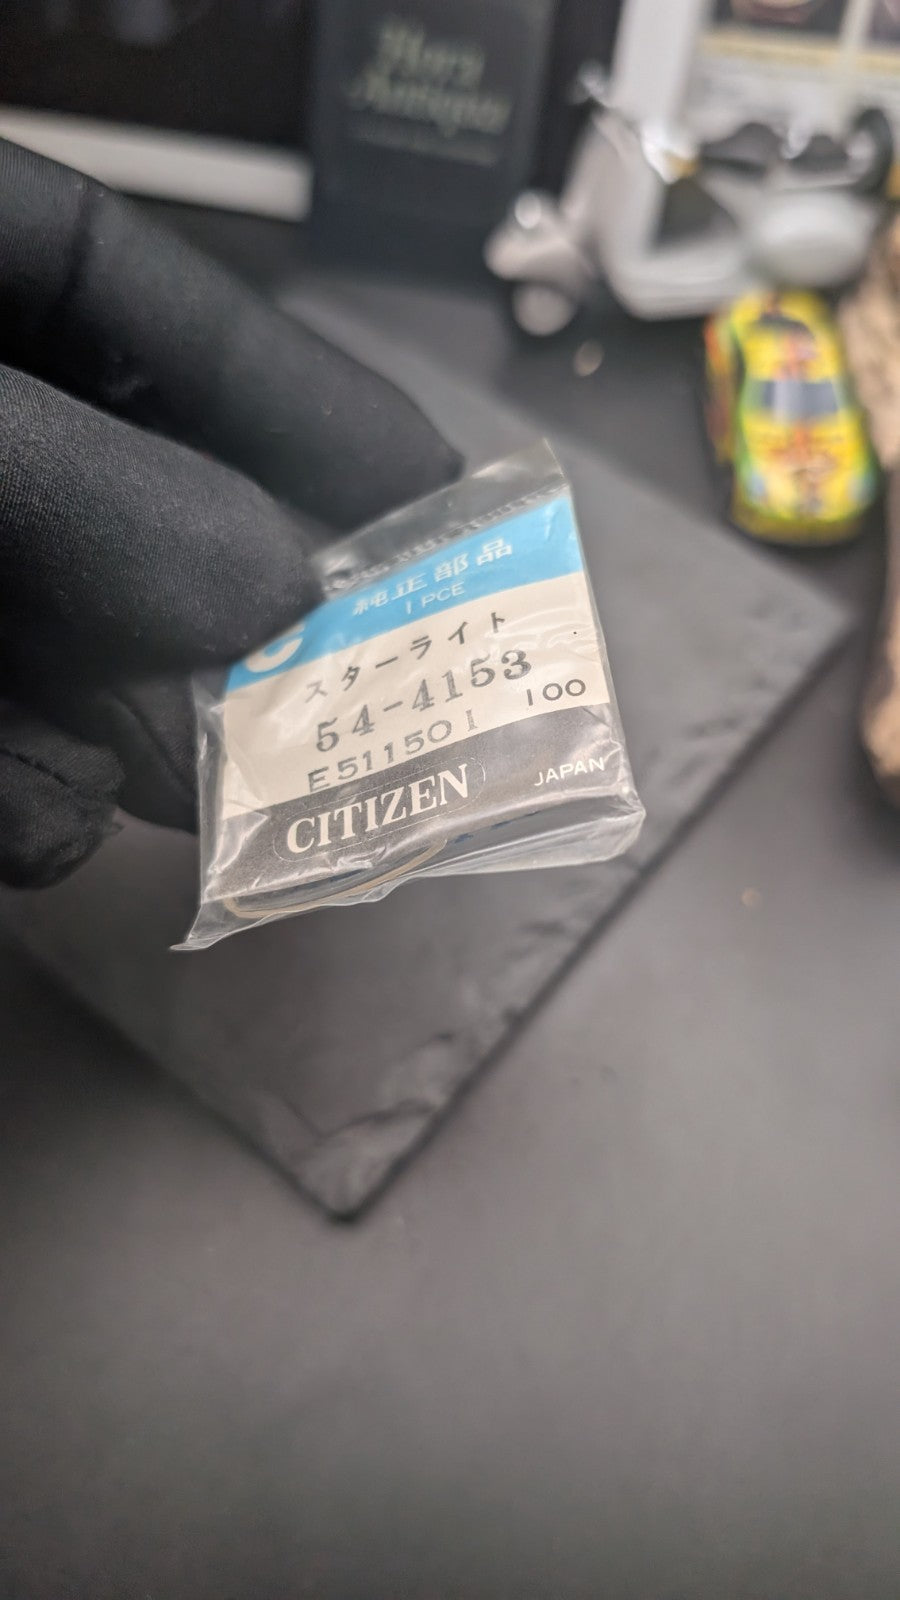 純正部品
1 PCE
スターライト
54-4153
100
E511501
CITIZEN
JAPAN